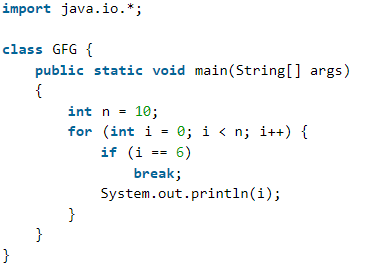 import java.io.*;
class GFG {
    public static void main(String[] args)
    {
        int n = 10;
        for (int i = 0; i < n; i++) {
            if (i == 6)
                break;
            System.out.println(i);
        }
    }
}